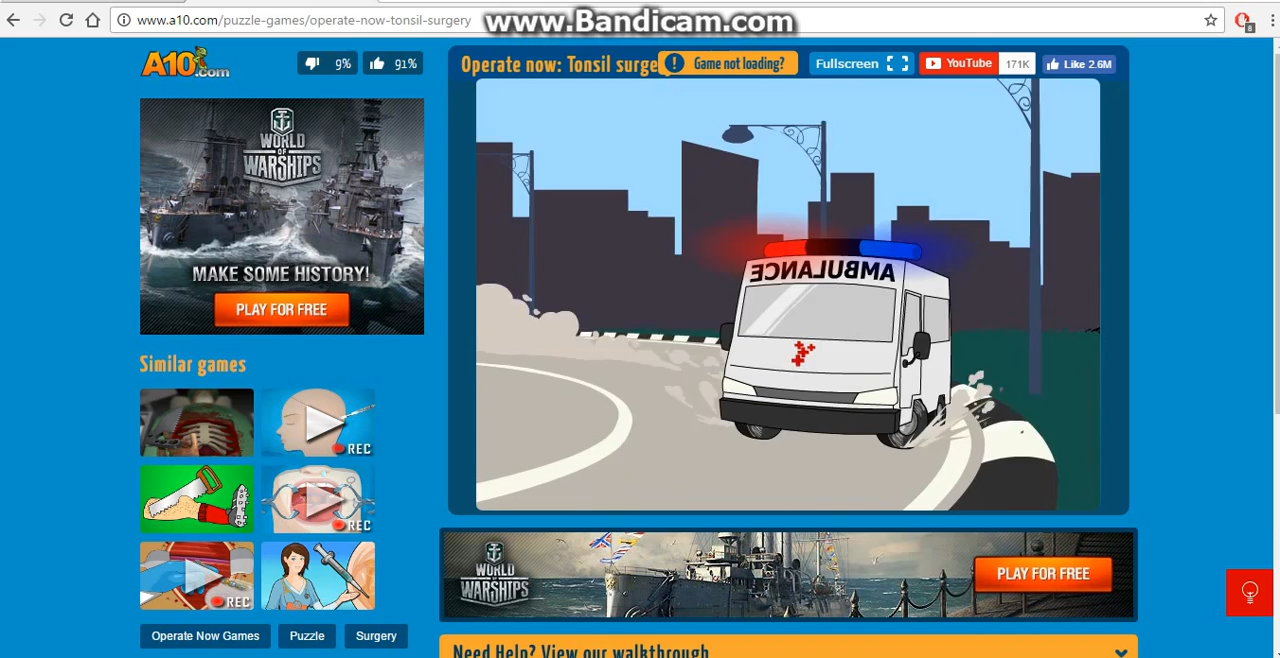 www.a10.com/puzzle-games/operate-now-tonsil-surgery
www.Bandicam.com
8
A10.com
9%
91%
Operate now: Tonsil surge
Game not loading?
Fullscreen
YouTube
171K
Like 2.6M
WORLD
OF
WARSHIPS
MAKE SOME HISTORY!
PLAY FOR FREE
AMBULANCE
Similar games
REC
REC
REC
Operate Now Games
Puzzle
Surgery
WORLD
OF
WARSHIPS
PLAY FOR FREE
Need Help? View our walkthrough